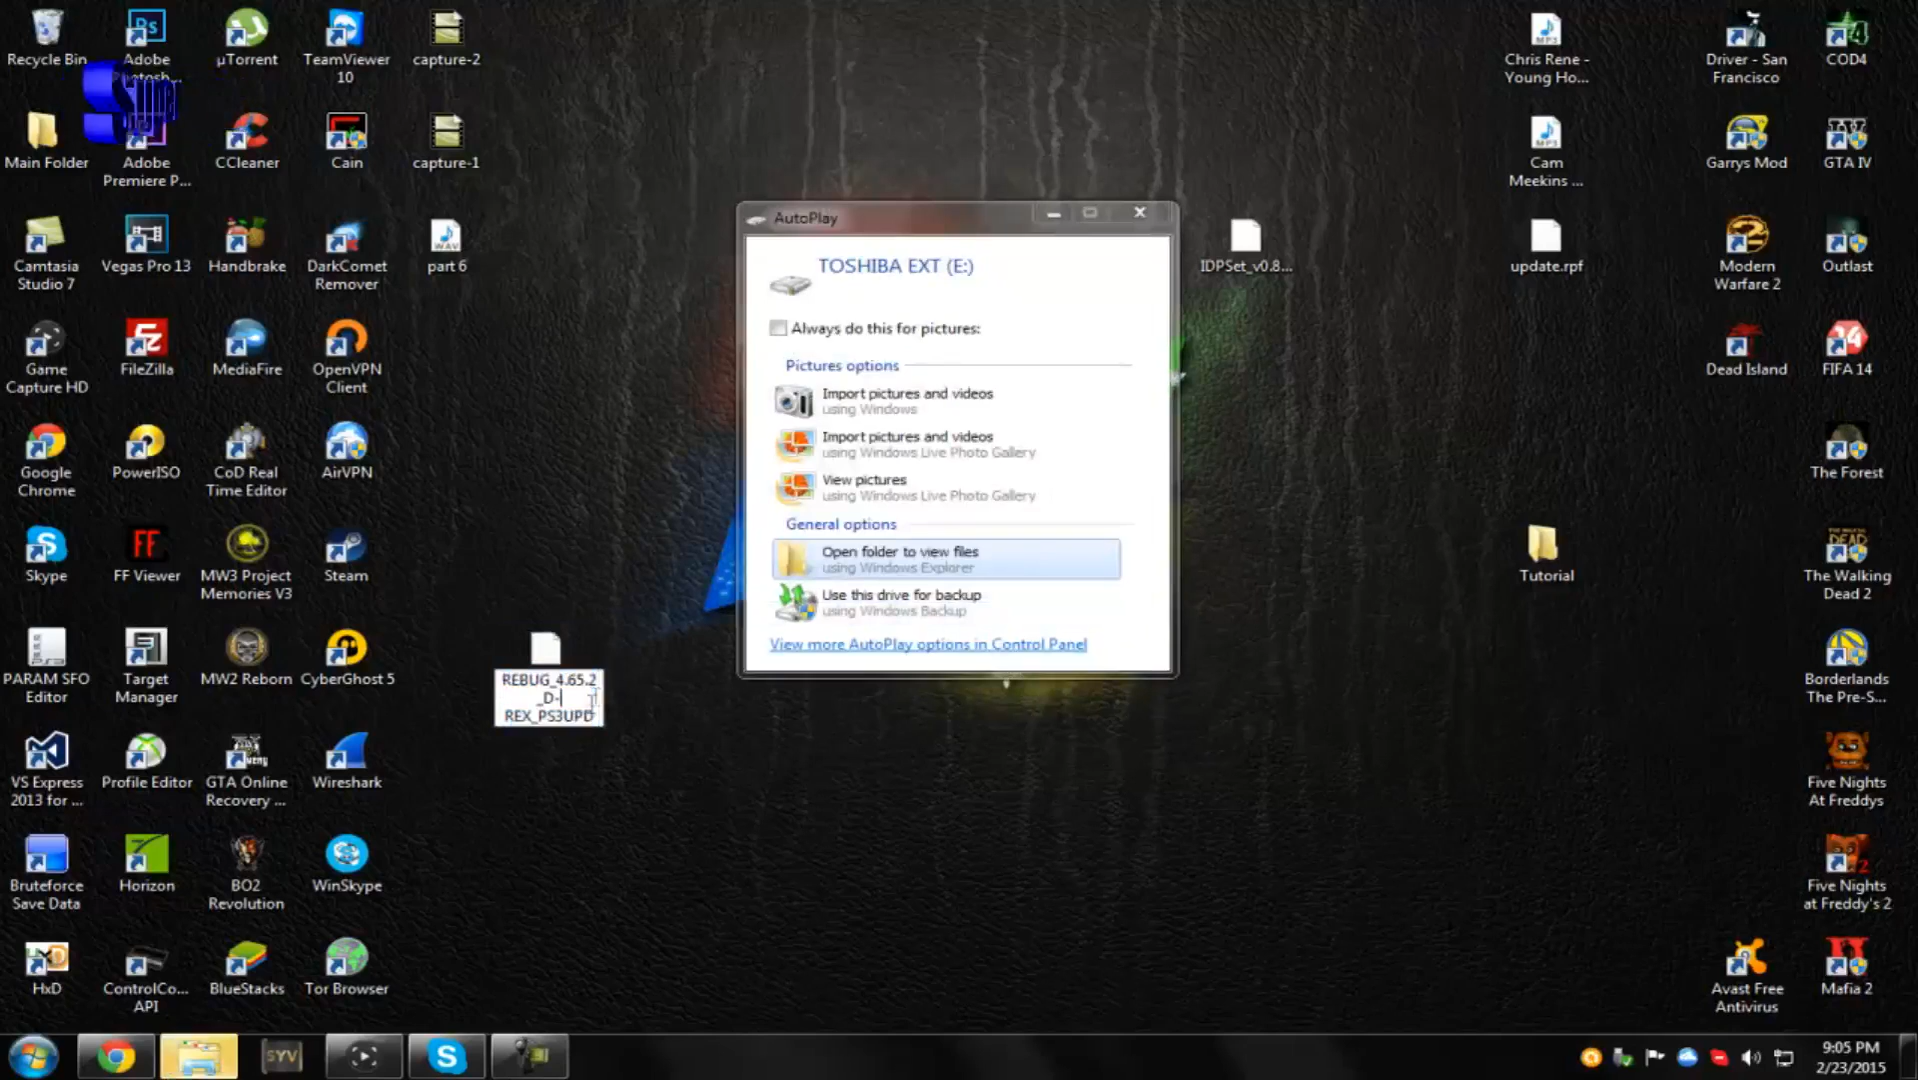 Recycle Bin
Adobe
Photosh...
µTorrent
TeamViewer
10
capture-2
Chris Rene -
Young Ho...
Driver - San
Francisco
COD4
Main Folder
Adobe
Premiere P...
CCleaner
Cain
capture-1
Cam
Meekins ...
Garrys Mod
GTA IV
Camtasia
Studio 7
Vegas Pro 13
Handbrake
DarkComet
Remover
part 6
IDPSet_v0.8...
update.rpf
Modern
Warfare 2
Outlast
Game
Capture HD
FileZilla
MediaFire
OpenVPN
Client
Dead Island
FIFA 14
Google
Chrome
PowerISO
CoD Real
Time Editor
AirVPN
The Forest
Skype
FF Viewer
MW3 Project
Memories V3
Steam
Tutorial
The Walking
Dead 2
PARAM SFO
Editor
Target
Manager
MW2 Reborn
CyberGhost 5
REBUG_4.65.2
_D-
REX_PS3UPD
Borderlands
The Pre-S...
VS Express
2013 for ...
Profile Editor
GTA Online
Recovery ...
Wireshark
Five Nights
At Freddys
Bruteforce
Save Data
Horizon
BO2
Revolution
WinSkype
Five Nights
at Freddy's 2
HxD
ControlCo...
API
BlueStacks
Tor Browser
Avast Free
Antivirus
Mafia 2
AutoPlay
TOSHIBA EXT (E:)
Always do this for pictures:
Pictures options
Import pictures and videos
using Windows
Import pictures and videos
using Windows Live Photo Gallery
View pictures
using Windows Live Photo Gallery
General options
Open folder to view files
using Windows Explorer
Use this drive for backup
using Windows Backup
View more AutoPlay options in Control Panel
SYV
9:05 PM
2/23/2015